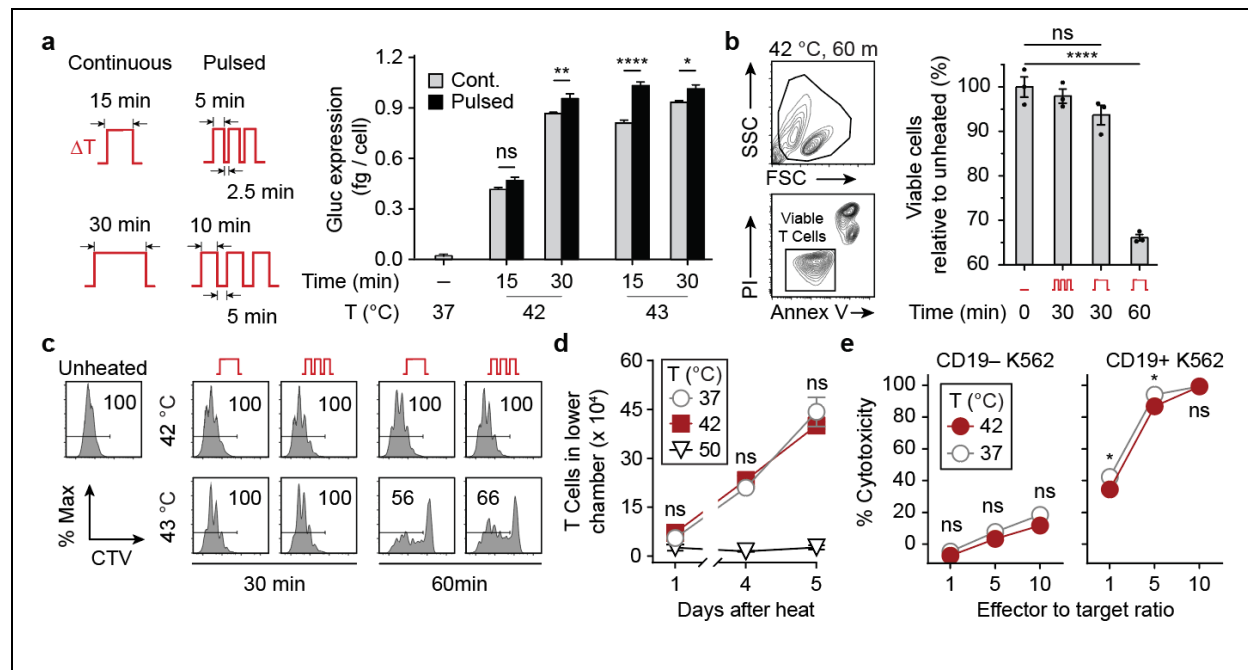 a
Continuous Pulsed
15 min 5 min
ΔT
2.5 min
30 min 10 min
5 min
Gluc expression
(fg / cell)
1.2
0.9
0.6
0.3
0.0
Cont.
Pulsed
ns
**
****
*
Time (min) – 15 30 15 30
T (°C) 37 42 43
b
42 °C, 60 m
SSC
FSC
Viable
T Cells
PI
Annex V
Viable cells
relative to unheated (%)
100
90
80
70
60
ns
****
Time (min) 0 30 30 60
c
Unheated
100
42 °C
100 100 100 100
43 °C
100 100 56 66
% Max
CTV
30 min 60min
d
T Cells in lower
chamber (x 10⁴)
60
45
30
15
0
T (°C)
37
42
50
ns ns ns
1 4 5
Days after heat
e
CD19– K562 CD19+ K562
% Cytotoxicity
100
80
60
40
20
0
T (°C)
42
37
ns ns ns
* * ns
1 5 10 1 5 10
Effector to target ratio